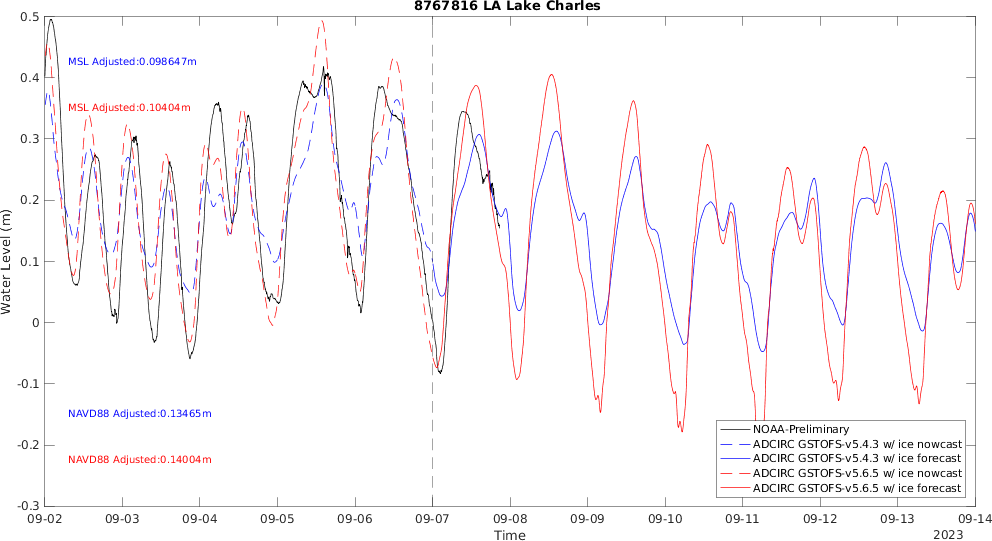 8767816 LA Lake Charles
0.5
0.4
0.3
0.2
0.1
0
-0.1
-0.2
-0.3
Water Level (m)
MSL Adjusted:0.098647m
MSL Adjusted:0.10404m
NAVD88 Adjusted:0.13465m
NAVD88 Adjusted:0.14004m
NOAA-Preliminary
ADCIRC GSTOFS-v5.4.3 w/ ice nowcast
ADCIRC GSTOFS-v5.4.3 w/ ice forecast
ADCIRC GSTOFS-v5.6.5 w/ ice nowcast
ADCIRC GSTOFS-v5.6.5 w/ ice forecast
09-02 09-03 09-04 09-05 09-06 09-07 09-08 09-09 09-10 09-11 09-12 09-13 09-14
Time
2023